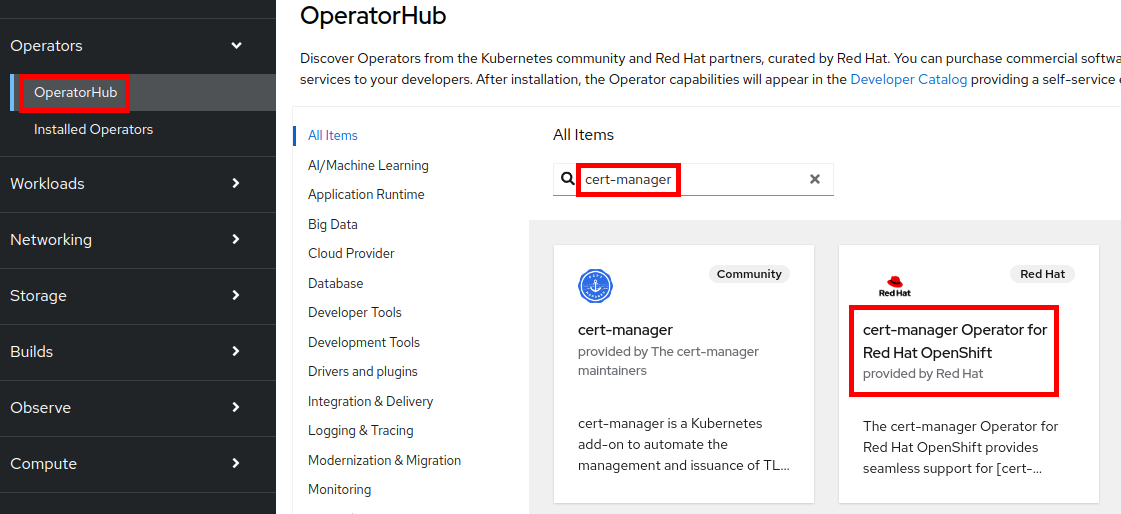 Operators
OperatorHub
Installed Operators
Workloads
Networking
Storage
Builds
Observe
Compute
OperatorHub
Discover Operators from the Kubernetes community and Red Hat partners, curated by Red Hat. You can purchase commercial softwa
services to your developers. After installation, the Operator capabilities will appear in the Developer Catalog providing a self-service
All Items
AI/Machine Learning
Application Runtime
Big Data
Cloud Provider
Database
Developer Tools
Development Tools
Drivers and plugins
Integration & Delivery
Logging & Tracing
Modernization & Migration
Monitoring
All Items
cert-manager
Community
cert-manager
provided by The cert-manager
maintainers
cert-manager is a Kubernetes
add-on to automate the
management and issuance of TL...
Red Hat
Red Hat
cert-manager Operator for
Red Hat OpenShift
provided by Red Hat
The cert-manager Operator for
Red Hat OpenShift provides
seamless support for [cert-...